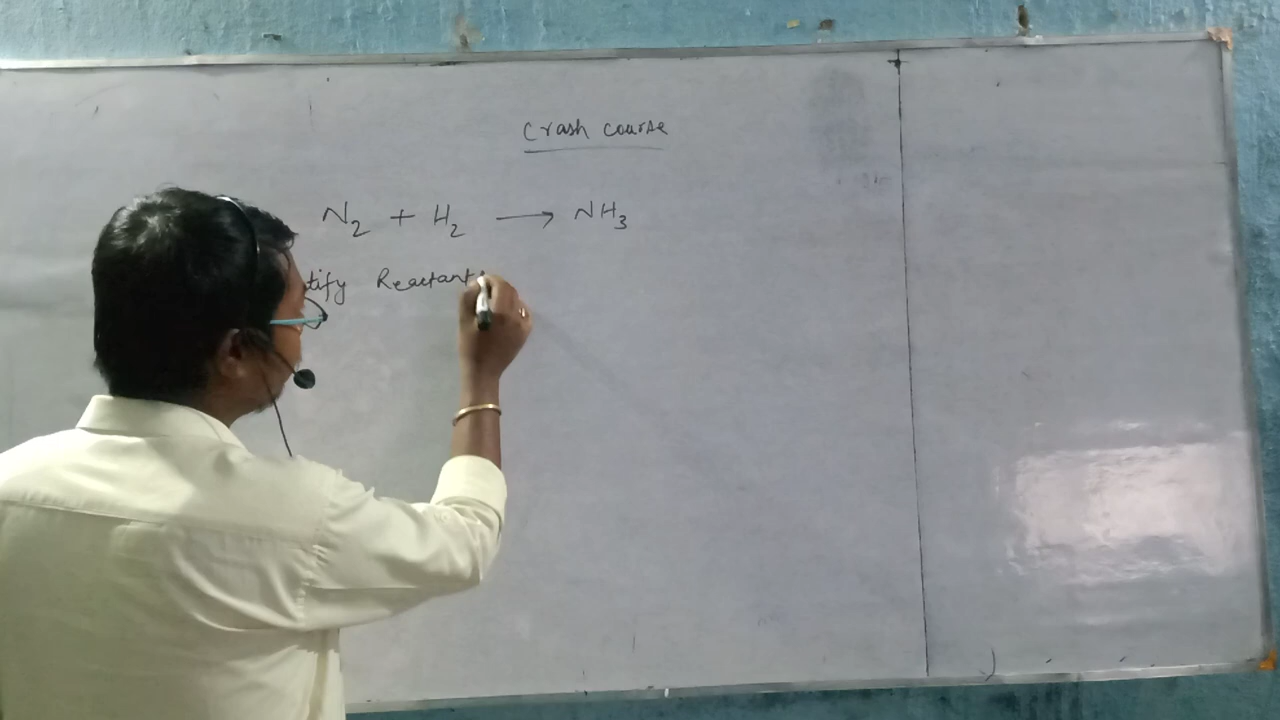 Crash course
N₂ + H₂ → NH₃
tify Reactant